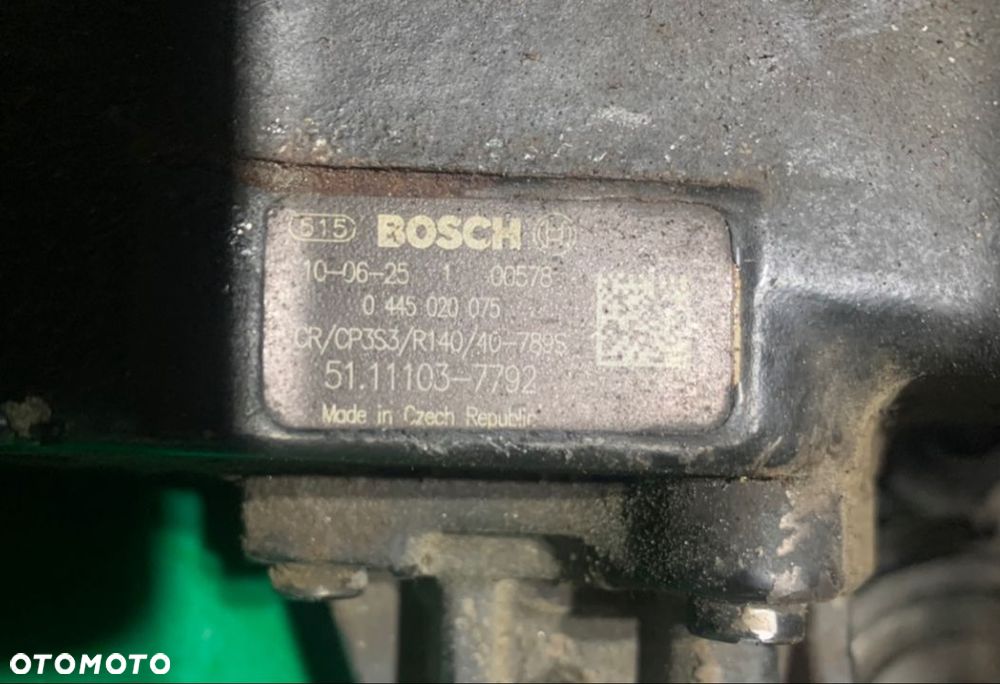 515 BOSCH H
10-06-25 1 00578
0 445 020 075
CR/CP3S3/R140/40-789S
51.11103-7792
Made in Czech Republic
OTOMOTO